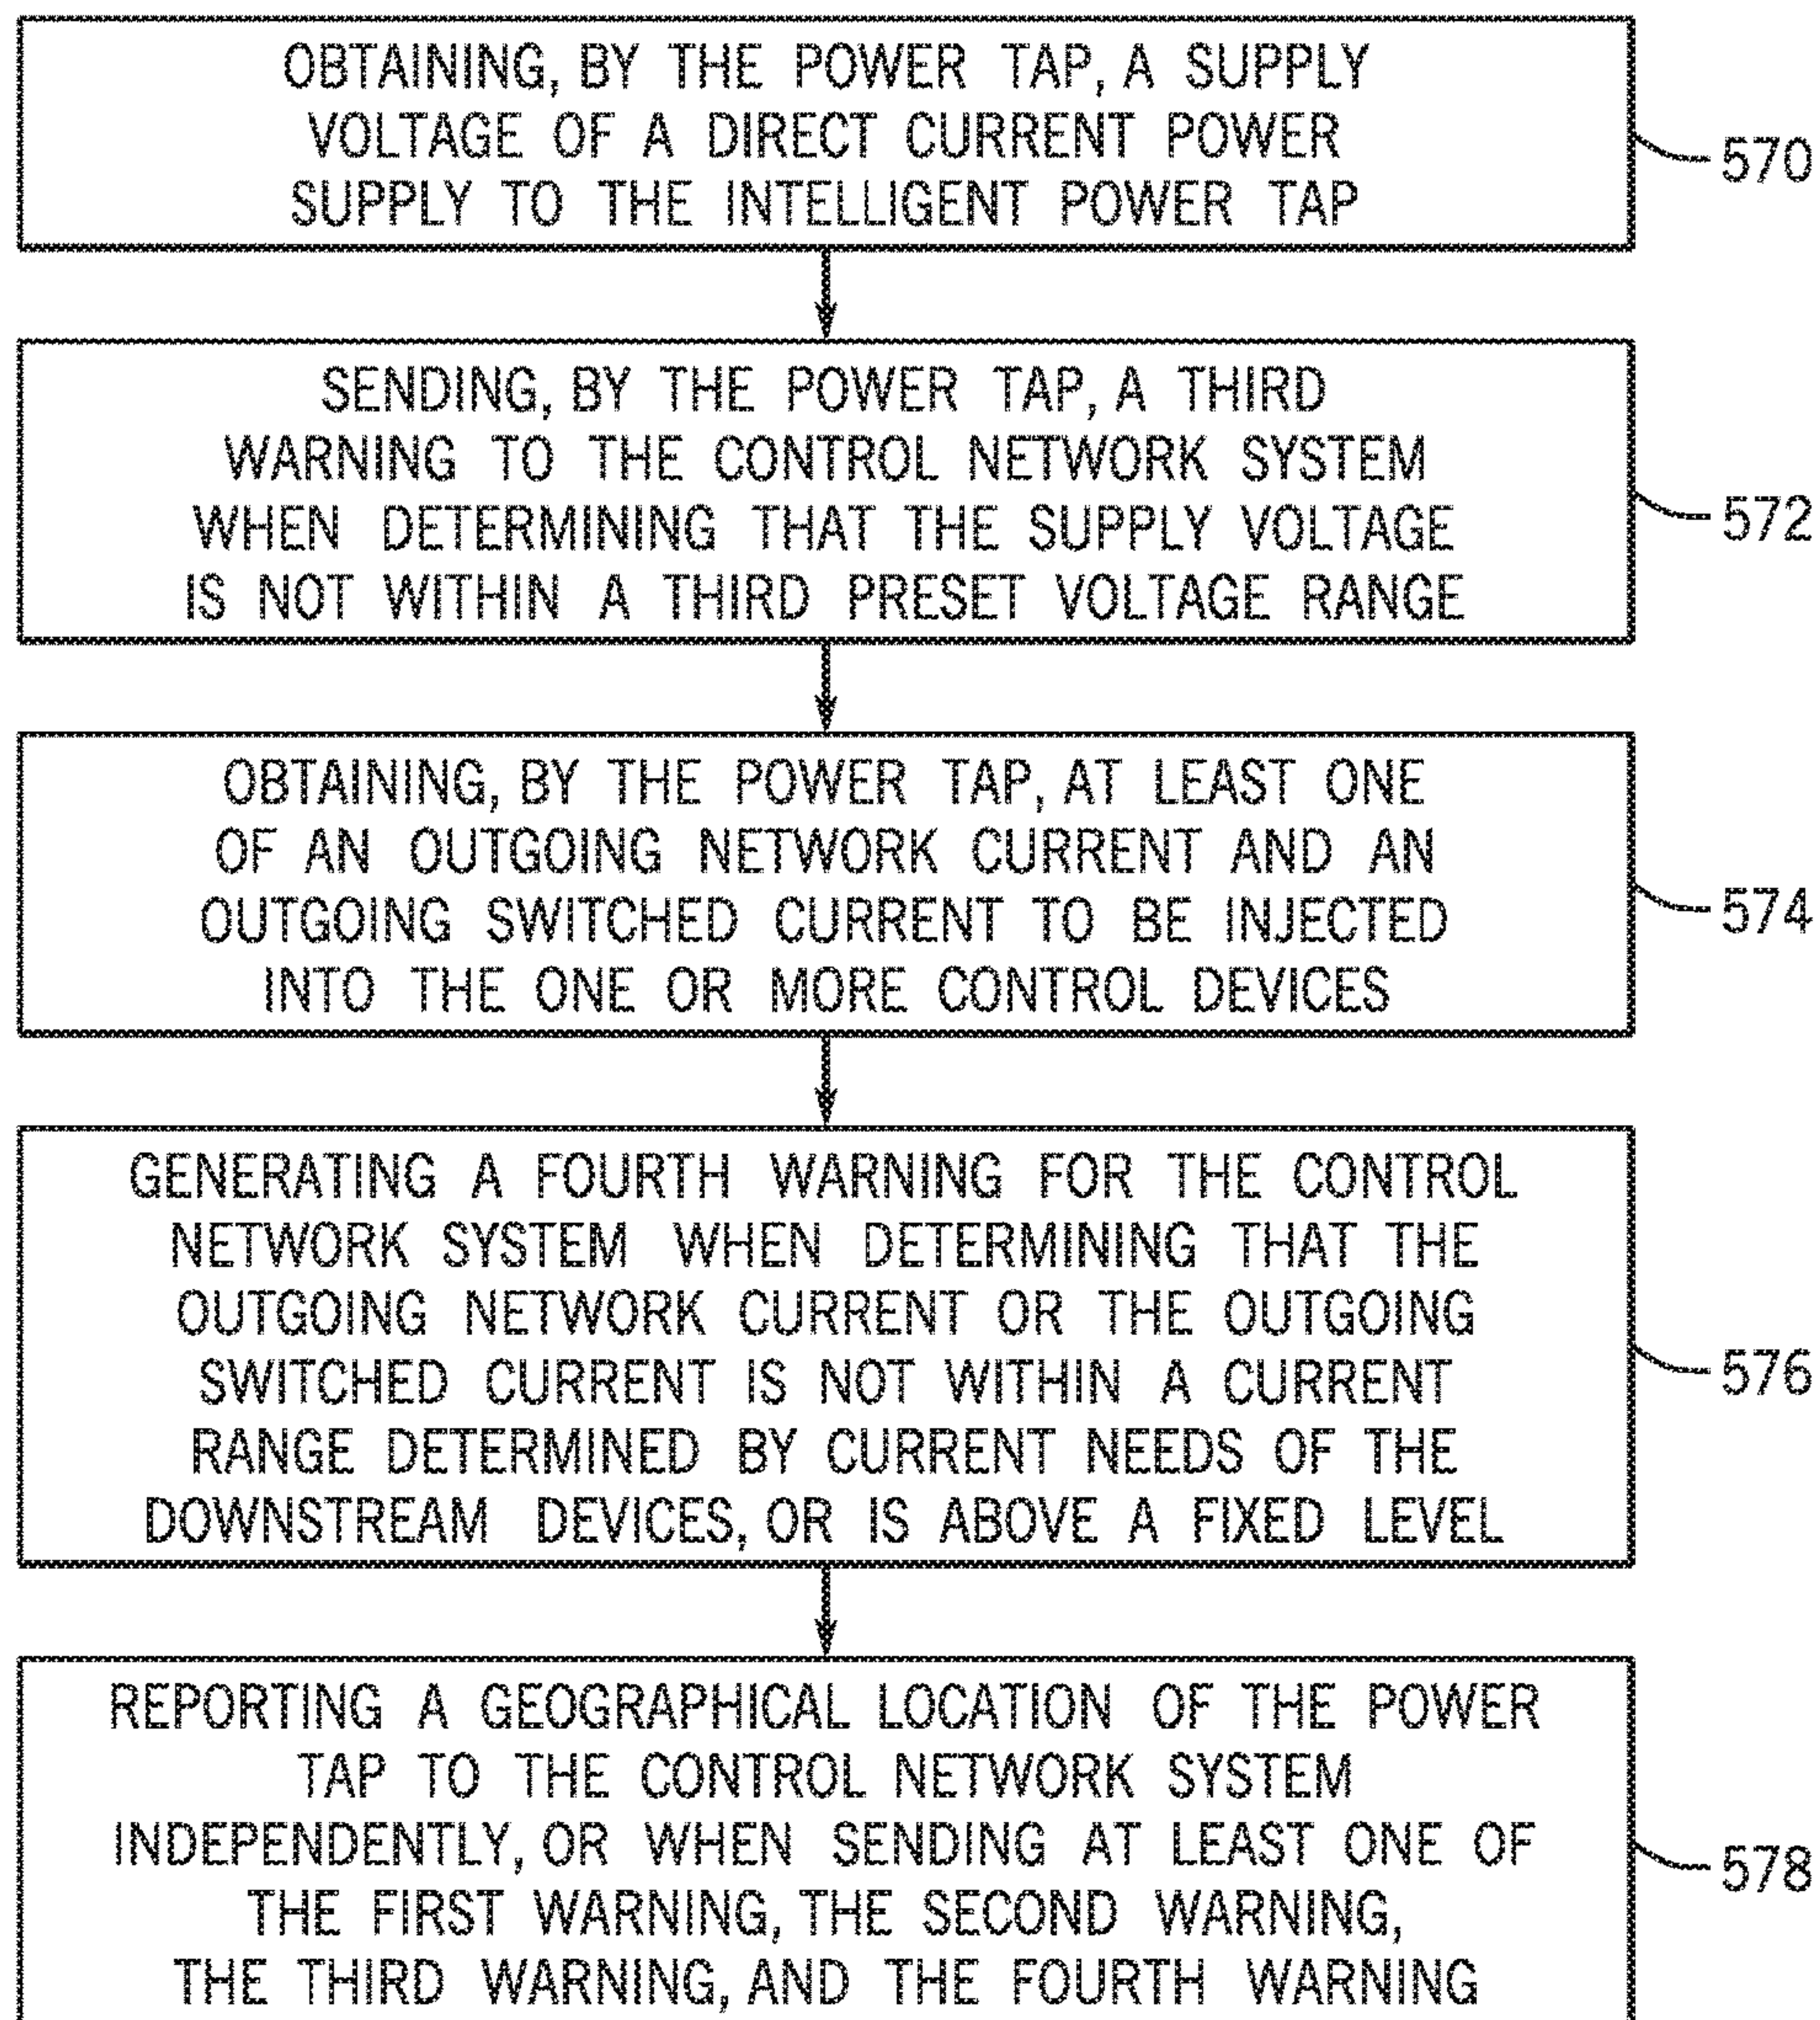 OBTAINING, BY THE POWER TAP, A SUPPLY
VOLTAGE OF A DIRECT CURRENT POWER
SUPPLY TO THE INTELLIGENT POWER TAP
570
SENDING, BY THE POWER TAP, A THIRD
WARNING TO THE CONTROL NETWORK SYSTEM
WHEN DETERMINING THAT THE SUPPLY VOLTAGE
IS NOT WITHIN A THIRD PRESET VOLTAGE RANGE
572
OBTAINING, BY THE POWER TAP, AT LEAST ONE
OF AN OUTGOING NETWORK CURRENT AND AN
OUTGOING SWITCHED CURRENT TO BE INJECTED
INTO THE ONE OR MORE CONTROL DEVICES
574
GENERATING A FOURTH WARNING FOR THE CONTROL
NETWORK SYSTEM WHEN DETERMINING THAT THE
OUTGOING NETWORK CURRENT OR THE OUTGOING
SWITCHED CURRENT IS NOT WITHIN A CURRENT
RANGE DETERMINED BY CURRENT NEEDS OF THE
DOWNSTREAM DEVICES, OR IS ABOVE A FIXED LEVEL
576
REPORTING A GEOGRAPHICAL LOCATION OF THE POWER
TAP TO THE CONTROL NETWORK SYSTEM
INDEPENDENTLY, OR WHEN SENDING AT LEAST ONE OF
THE FIRST WARNING, THE SECOND WARNING,
THE THIRD WARNING, AND THE FOURTH WARNING
578